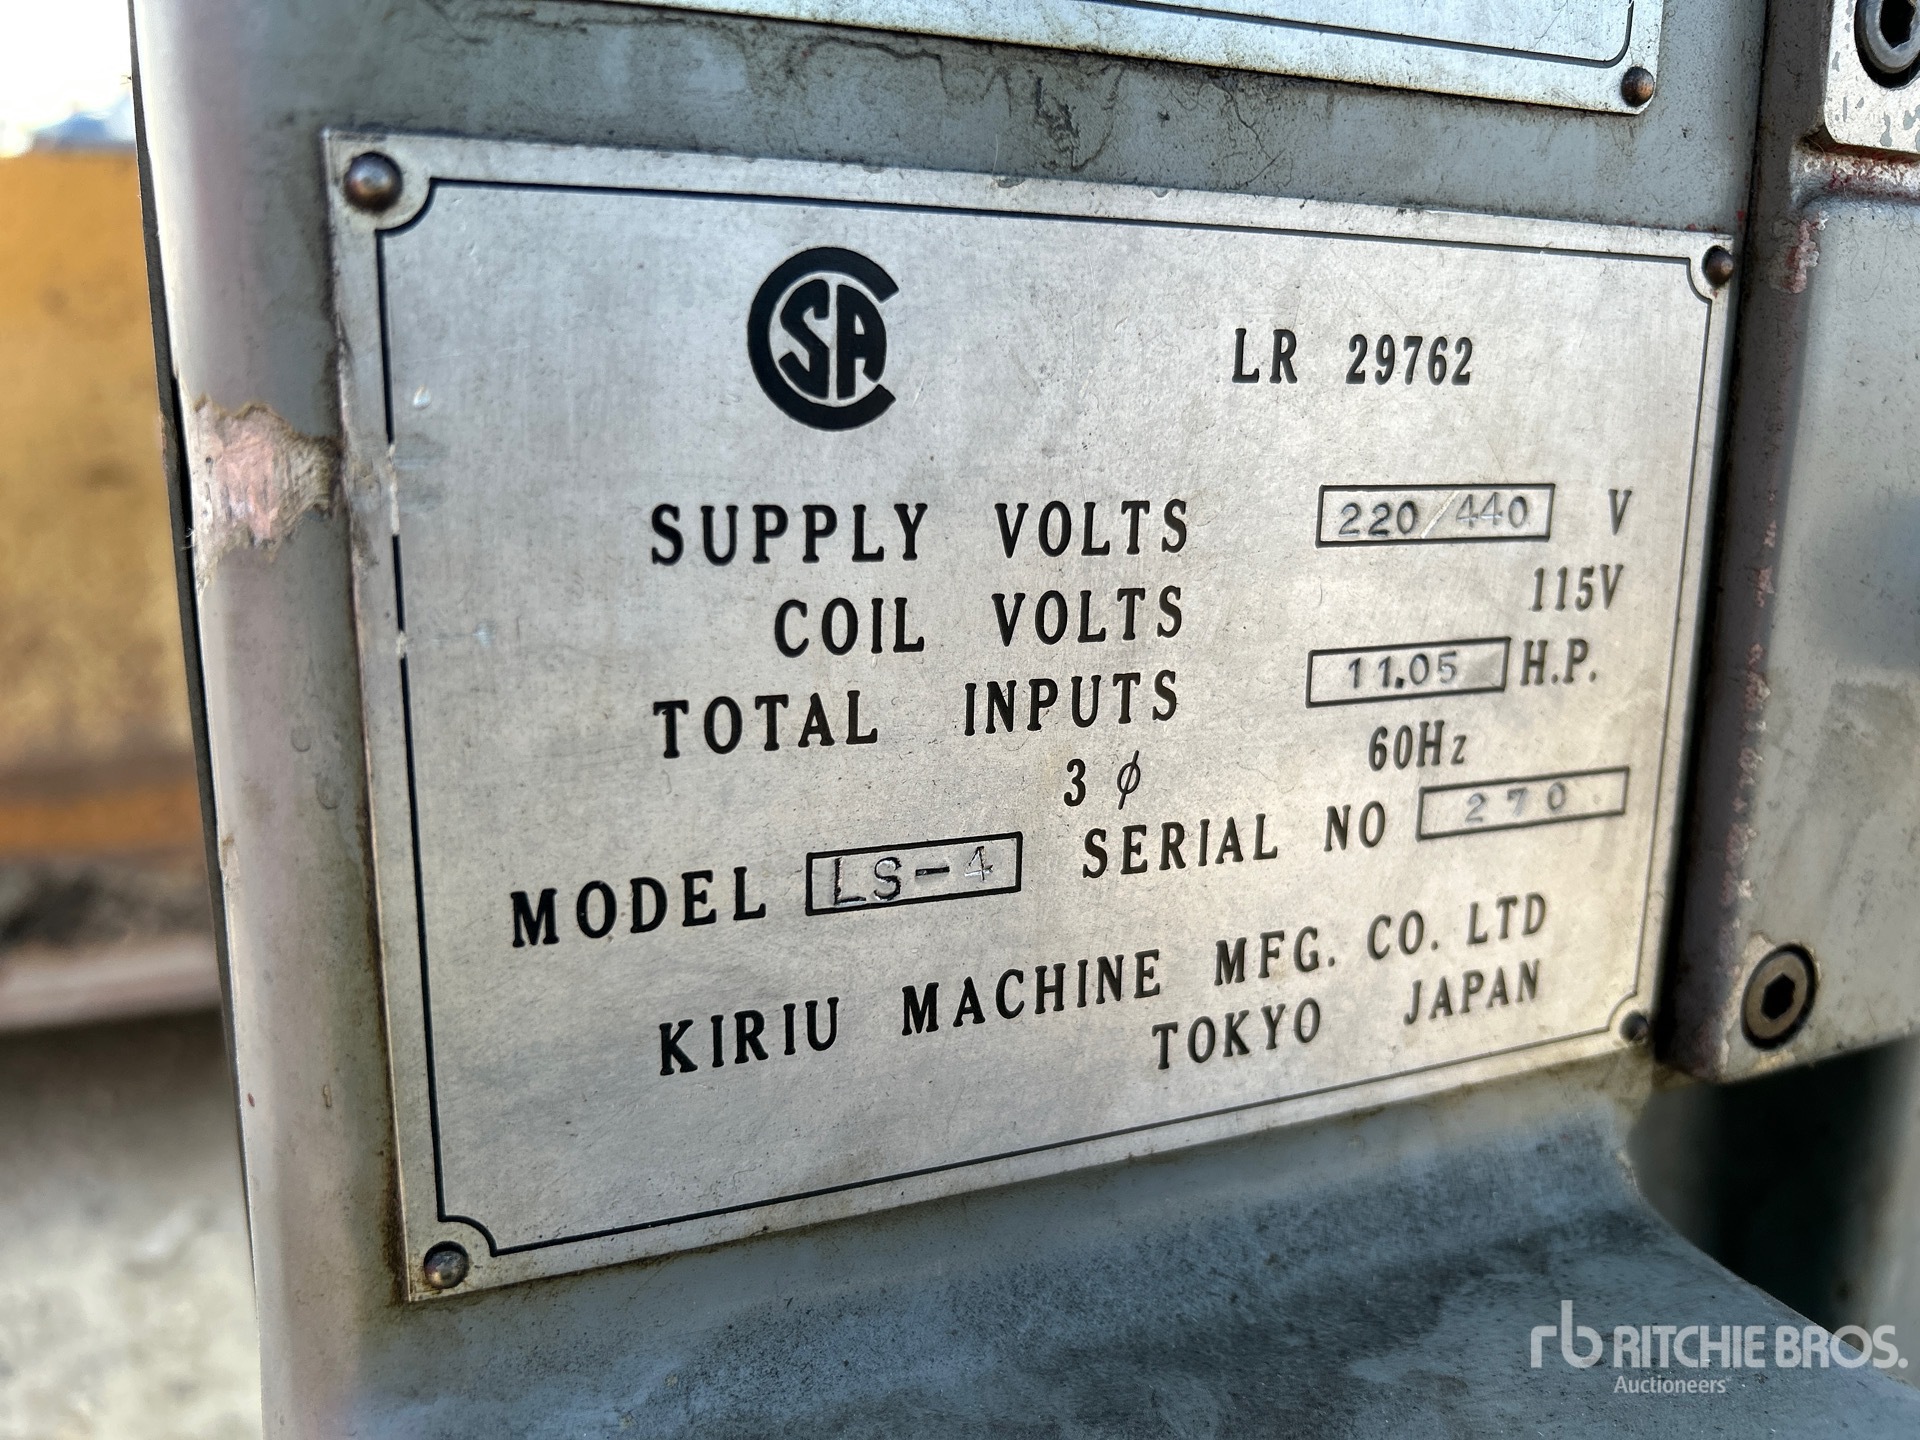 CSA
LR 29762
SUPPLY VOLTS 220/440 V
COIL VOLTS 115V
TOTAL INPUTS 11.05 H.P.
3 ϕ 60Hz
MODEL LS-4 SERIAL NO 270
KIRIU MACHINE MFG. CO. LTD
TOKYO JAPAN
rb RITCHIE BROS.
Auctioneers